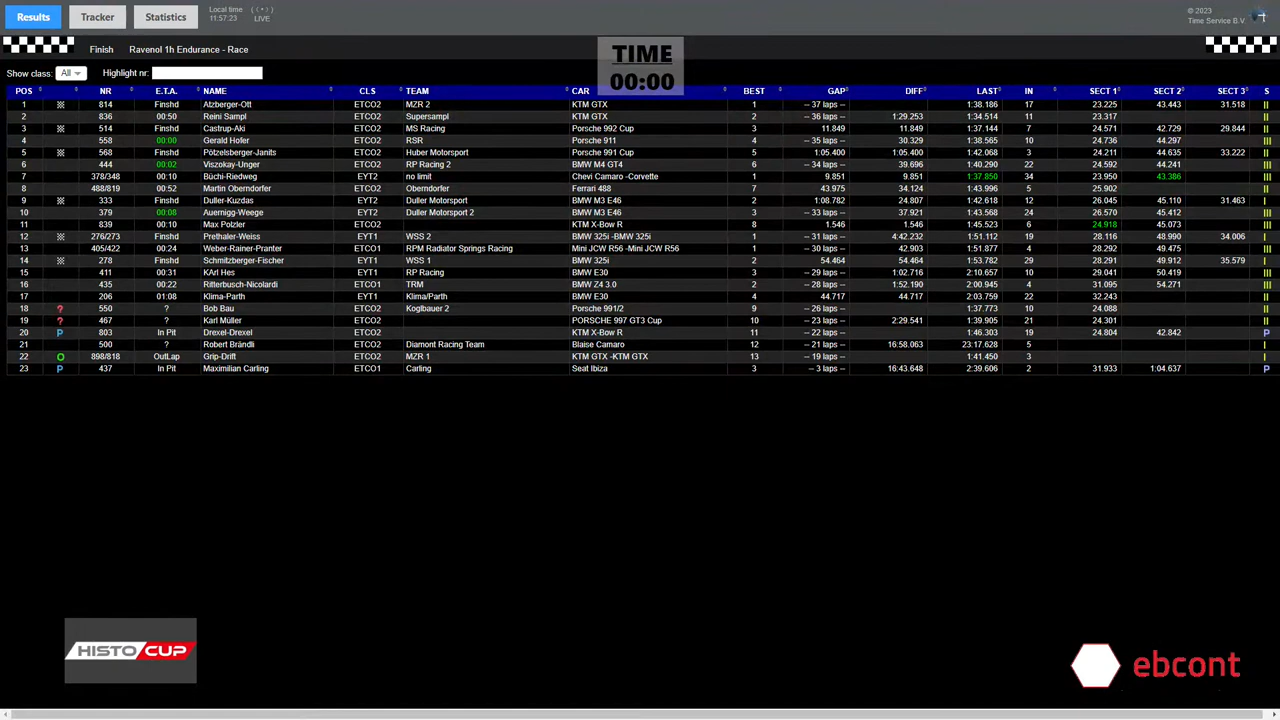 Results Tracker Statistics Local time 11:57:23 LIVE © 2023 Time Service B.V.
Finish Ravenol 1h Endurance - Race
TIME
00:00
Show class: All Highlight nr:
POS NR E.T.A. NAME CLS TEAM CAR BEST GAP DIFF LAST IN SECT 1 SECT 2 SECT 3 S
1 814 Finshd Atzberger-Ott ETCO2 MZR 2 KTM GTX 1 -- 37 laps -- 1:38.186 17 23.225 43.443 31.518 II
2 836 00:50 Reini Sampl ETCO2 Supersampl KTM GTX 2 -- 36 laps -- 1:29.253 1:34.514 11 23.317 II
3 514 Finshd Castrup-Aki ETCO2 MS Racing Porsche 992 Cup 3 11.849 11.849 1:37.144 7 24.571 42.729 29.844 II
4 558 00:00 Gerald Hofer ETCO2 RSR Porsche 911 4 -- 35 laps -- 30.329 1:38.565 10 24.736 44.291 III
5 568 Finshd Pötzelsberger-Janits ETCO2 Huber Motorsport Porsche 991 Cup 5 1:05.400 1:05.400 1:42.068 3 24.211 44.635 33.222 II
6 444 00:02 Viszokay-Unger ETCO2 RP Racing 2 BMW M4 GT4 6 -- 34 laps -- 39.696 1:40.290 22 24.592 44.241 III
7 378/348 00:10 Büchi-Riedweg EYT2 no limit Chevi Camaro -Corvette 1 9.851 9.851 1:37.850 34 23.950 43.386 III
8 488/819 00:52 Martin Oberndorfer ETCO2 Oberndorfer Ferrari 488 7 43.975 34.124 1:43.996 5 25.902 II
9 333 Finshd Duller-Kuzdas EYT2 Duller Motorsport BMW M3 E46 2 1:08.782 24.807 1:42.618 12 26.045 45.110 31.463 II
10 379 00:08 Auernigg-Weege EYT2 Duller Motorsport 2 BMW M3 E46 3 -- 33 laps -- 37.921 1:43.568 24 26.570 45.412 III
11 839 00:10 Max Polzler ETCO2 KTM X-Bow R 8 1.546 1.546 1:45.523 6 24.918 45.073 III
12 276/273 Finshd Prethaler-Weiss EYT1 WSS 2 BMW 325i -BMW 325i 1 -- 31 laps -- 4:42.232 1:51.112 19 28.116 48.990 34.006 I
13 405/422 00:24 Weber-Rainer-Pranter ETCO1 RPM Radiator Springs Racing Mini JCW R56 -Mini JCW R56 1 -- 30 laps -- 42.903 1:51.877 4 28.292 49.475 III
14 278 Finshd Schmitzberger-Fischer EYT1 WSS 1 BMW 325i 2 54.464 54.464 1:53.782 29 28.291 49.912 35.579 I
15 411 00:31 KArl Hes EYT1 RP Racing BMW E30 3 -- 29 laps -- 1:02.716 2:10.657 10 29.041 50.419 III
16 435 00:22 Ritterbusch-Nicolardi ETCO1 TRM BMW Z4 3.0 2 -- 28 laps -- 1:52.190 2:00.945 4 31.095 54.271 III
17 206 01:08 Klima-Parth EYT1 Klima/Parth BMW E30 4 44.717 44.717 2:03.759 22 32.243 II
18 ? 550 ? Bob Bau ETCO2 Koglbauer 2 Porsche 991/2 9 -- 26 laps -- 1:37.773 10 24.088 II
19 ? 467 ? Karl Müller ETCO2 PORSCHE 997 GT3 Cup 10 -- 23 laps -- 2:29.541 1:39.905 21 24.301 II
20 P 803 In Pit Drexel-Drexel ETCO2 KTM X-Bow R 11 -- 22 laps -- 1:46.303 19 24.804 42.842 P
21 500 ? Robert Brändli ETCO2 Diamont Racing Team Blaise Camaro 12 -- 21 laps -- 16:58.063 23:17.628 5 I
22 O 898/818 OutLap Grip-Drift ETCO2 MZR 1 KTM GTX -KTM GTX 13 -- 19 laps -- 1:41.450 3 I
23 P 437 In Pit Maximilian Carling ETCO1 Carling Seat Ibiza 3 -- 3 laps -- 16:43.648 2:39.606 2 31.933 1:04.637 P
HISTO CUP
ebcont